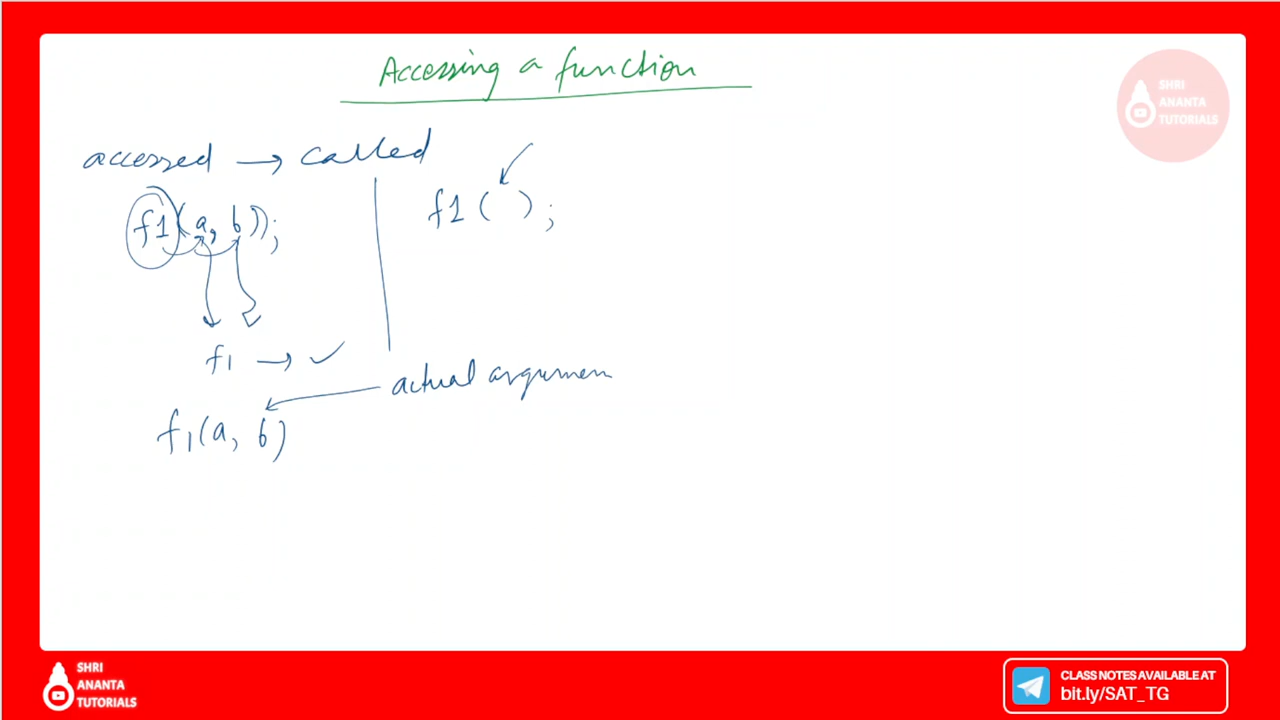 Accessing a function
SHRI
ANANTA
TUTORIALS
accessed → called
f1(a, b));
f1( );
f1 → ✓
actual argumen
f1(a, b)
SHRI
ANANTA
TUTORIALS
CLASS NOTES AVAILABLE AT
bit.ly/SAT_TG